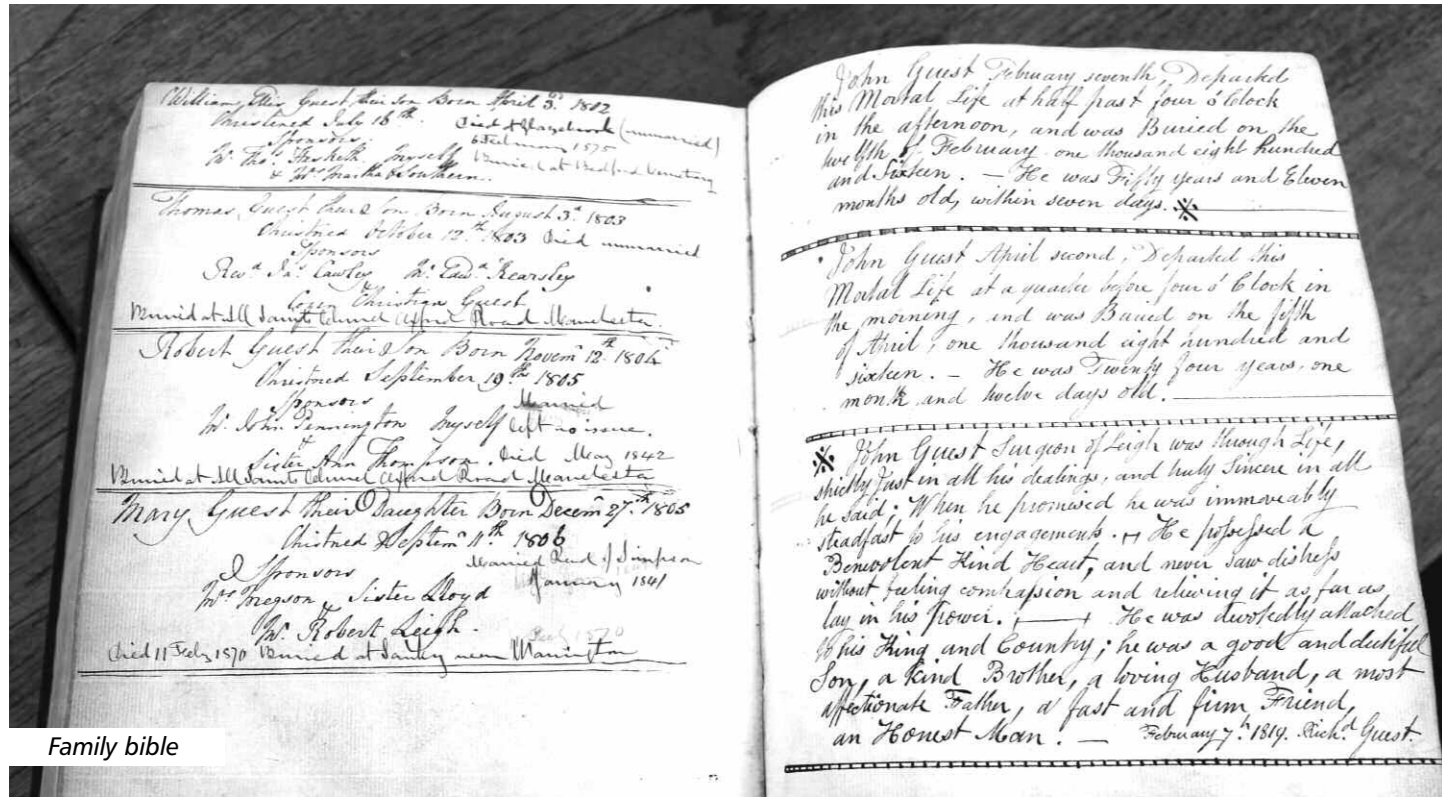 William Ellis Guest their son Born April 3d. 1802
Christened July 16th. Died at Glazebrook (unmarried)
Sponsors 6 February 1875
Mr. Thos. Hesketh. Myself Buried at Bedford Cemetery
& Mrs. Martha Southern.
Thomas, Guest their Son Born August 3d. 1803
Christned October 12th. 1803 Died unmarried
Sponsors
Revd. Jas. Cawley Mr. Edwd. Kearsley
Christian Guest
Buried at All Saints Road Manchester.
Robert Guest their Son Born Novemr. 12th. 1804
Christned September 19th. 1805
Sponsors Married
Mr. John Pennington Myself left no issue.
Sister Ann Thompson. Died May 1842
Buried at All Saints Road Manchester
Mary Guest their Daughter Born Decemr. 27th. 1805
Christned Septemr. 11th. 1806
Sponsors Married Simpson
January 1841
Mrs. Megson, Sister Lloyd
Mr. Robert Leigh.
died 11 Feby 1870 Buried at Sankey near Warrington
John Guest February seventh, Departed
this Mortal Life at half past four o'Clock
in the afternoon, and was Buried on the
twelfth of February one thousand eight hundred
and Sixteen. — He was Fifty years and Eleven
months old, within seven days. ※
John Guest April second, Departed this
Mortal Life at a quarter before four o'Clock in
the morning, and was Buried on the fifth
of April, one thousand eight hundred and
sixteen. — He was Twenty four years, one
month and twelve days old.
※ John Guest Surgeon of Leigh was through Life,
strictly Just in all his dealings, and truly Sincere in all
he said; When he promised he was immoveably
steadfast to his engagements. He possessed a
Benevolent Kind Heart, and never saw distress
without feeling compassion and relieving it as far as
lay in his Power. He was devotedly attached
to his King and Country; he was a good and dutiful
Son, a kind Brother, a loving Husband, a most
affectionate Father, a fast and firm Friend,
an Honest Man. — February 7th. 1819. Richd. Guest.
Family bible